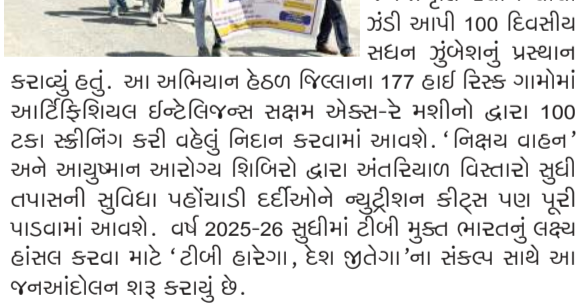 ઝંડી આપી 100 દિવસીય
સઘન ઝુંબેશનું પ્રસ્થાન
કરાવ્યું હતું. આ અભિયાન હેઠળ જિલ્લાના 177 હાઈ રિસ્ક ગામોમાં
આર્ટિફિશિયલ ઈન્ટેલિજન્સ સક્ષમ એક્સ-રે મશીનો દ્વારા 100
ટકા સ્ક્રીનિંગ કરી વહેલું નિદાન કરવામાં આવશે. ‘નિક્ષય વાહન’
અને આયુષ્માન આરોગ્ય શિબિરો દ્વારા અંતરિયાળ વિસ્તારો સુધી
તપાસની સુવિધા પહોંચાડી દર્દીઓને ન્યુટ્રીશન કીટ્સ પણ પૂરી
પાડવામાં આવશે. વર્ષ 2025-26 સુધીમાં ટીબી મુક્ત ભારતનું લક્ષ્ય
હાંસલ કરવા માટે ‘ટીબી હારેગા, દેશ જીતેગા’ના સંકલ્પ સાથે આ
જનઆંદોલન શરૂ કરાયું છે.